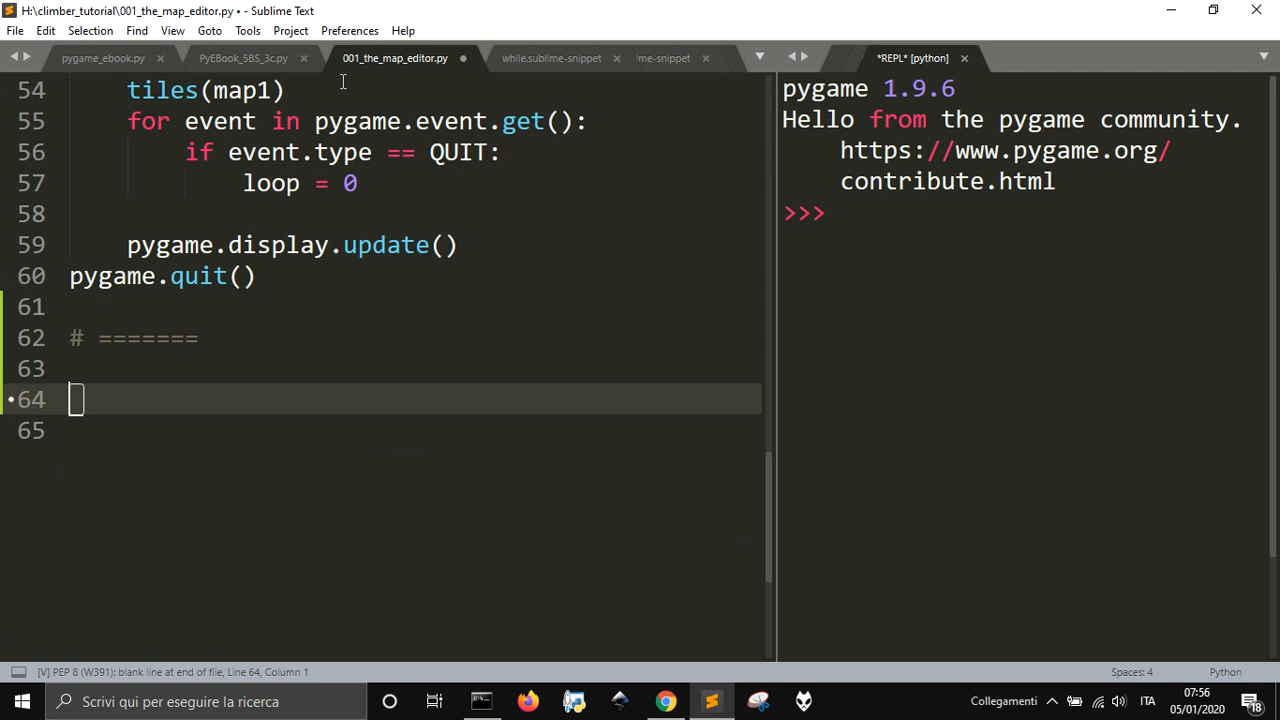 H:\climber_tutorial\001_the_map_editor.py • - Sublime Text
File Edit Selection Find View Goto Tools Project Preferences Help
pygame_ebook.py PyEBook_5BS_3c.py 001_the_map_editor.py while.sublime-snippet me-snippet *REPL* [python]
54 tiles(map1)
55 for event in pygame.event.get():
56 if event.type == QUIT:
57 loop = 0
58
59 pygame.display.update()
60 pygame.quit()
61
62 # =======
63
64
65
pygame 1.9.6
Hello from the pygame community.
https://www.pygame.org/
contribute.html
>>>
[V] PEP 8 (W391): blank line at end of file, Line 64, Column 1 Spaces: 4 Python
Scrivi qui per eseguire la ricerca Collegamenti ITA 07:56
05/01/2020 18